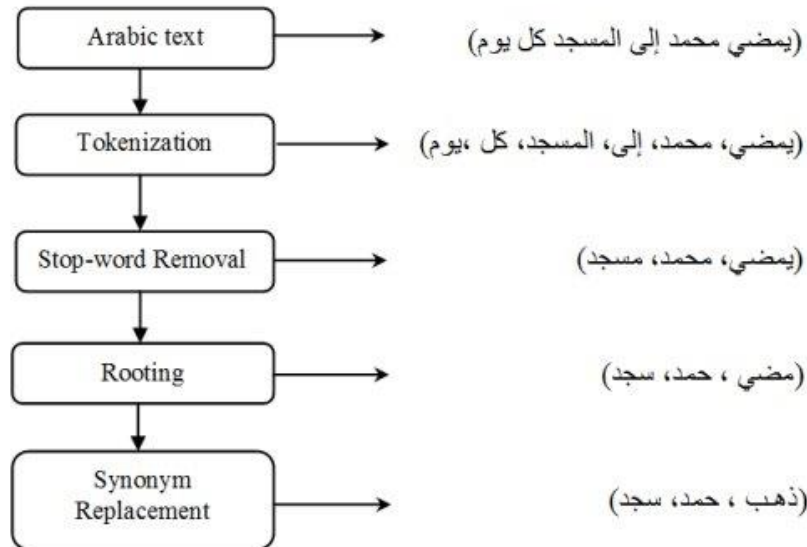 Arabic text
(يمضي محمد إلى المسجد كل يوم)
Tokenization
(يمضي، محمد، إلى، المسجد، كل ،يوم)
Stop-word Removal
(يمضي، محمد، مسجد)
Rooting
(مضي ، حمد، سجد)
Synonym
Replacement
(ذهب ، حمد، سجد)